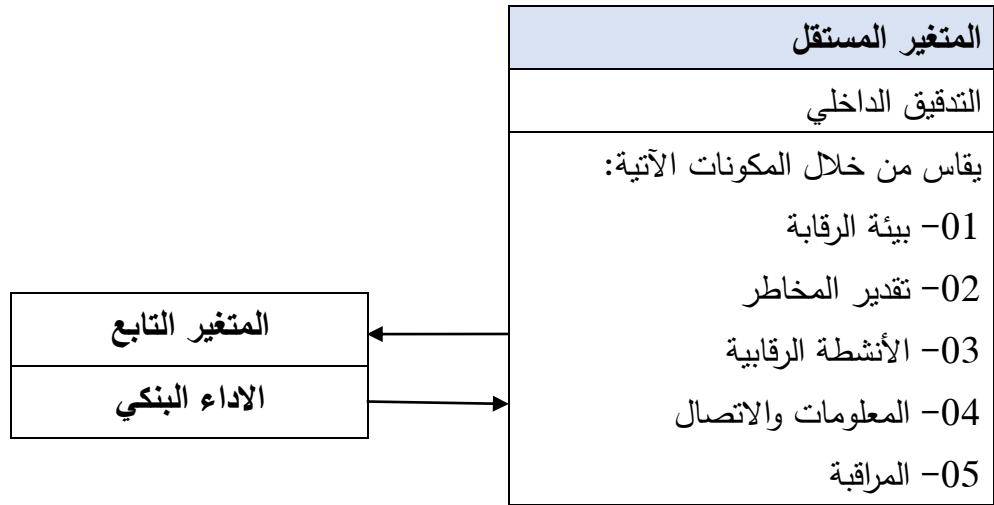 المتغير المستقل
التدقيق الداخلي
يقاس من خلال المكونات الآتية:
01- بيئة الرقابة
02- تقدير المخاطر
03- الأنشطة الرقابية
04- المعلومات والاتصال
05- المراقبة
المتغير التابع
الاداء البنكي